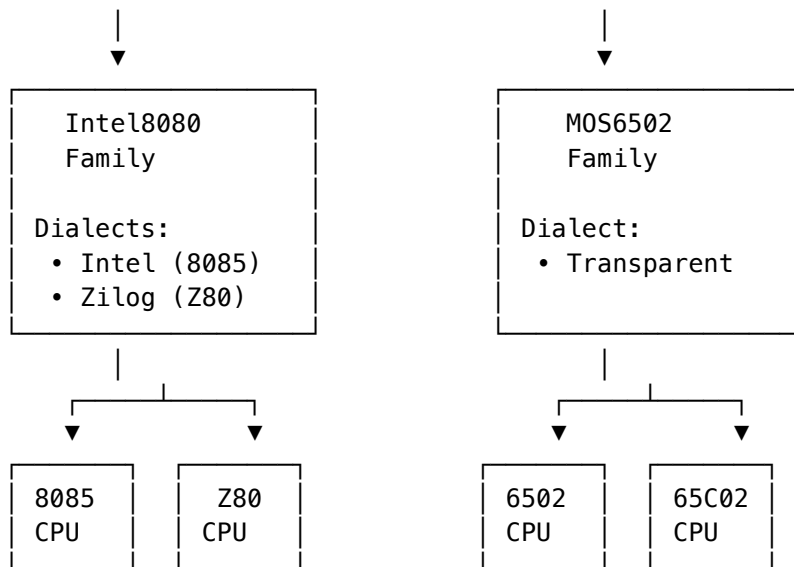 Intel8080
Family
Dialects:
• Intel (8085)
• Zilog (Z80)
MOS6502
Family
Dialect:
• Transparent
8085
CPU
Z80
CPU
6502
CPU
65C02
CPU